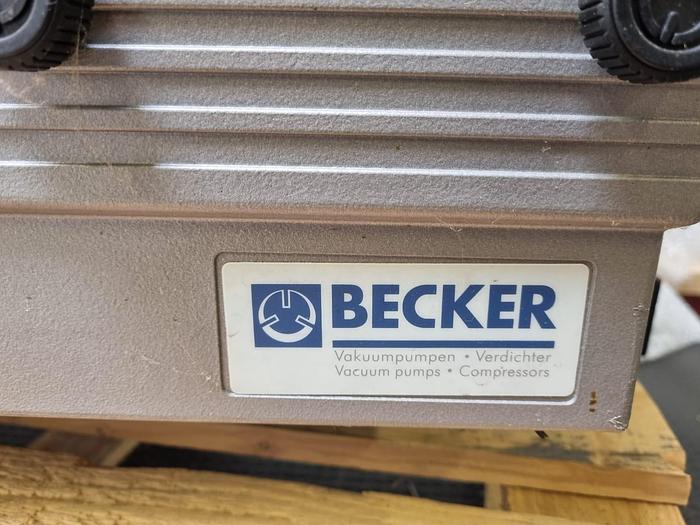 BECKER
Vakuumpumpen • Verdichter
Vacuum pumps • Compressors